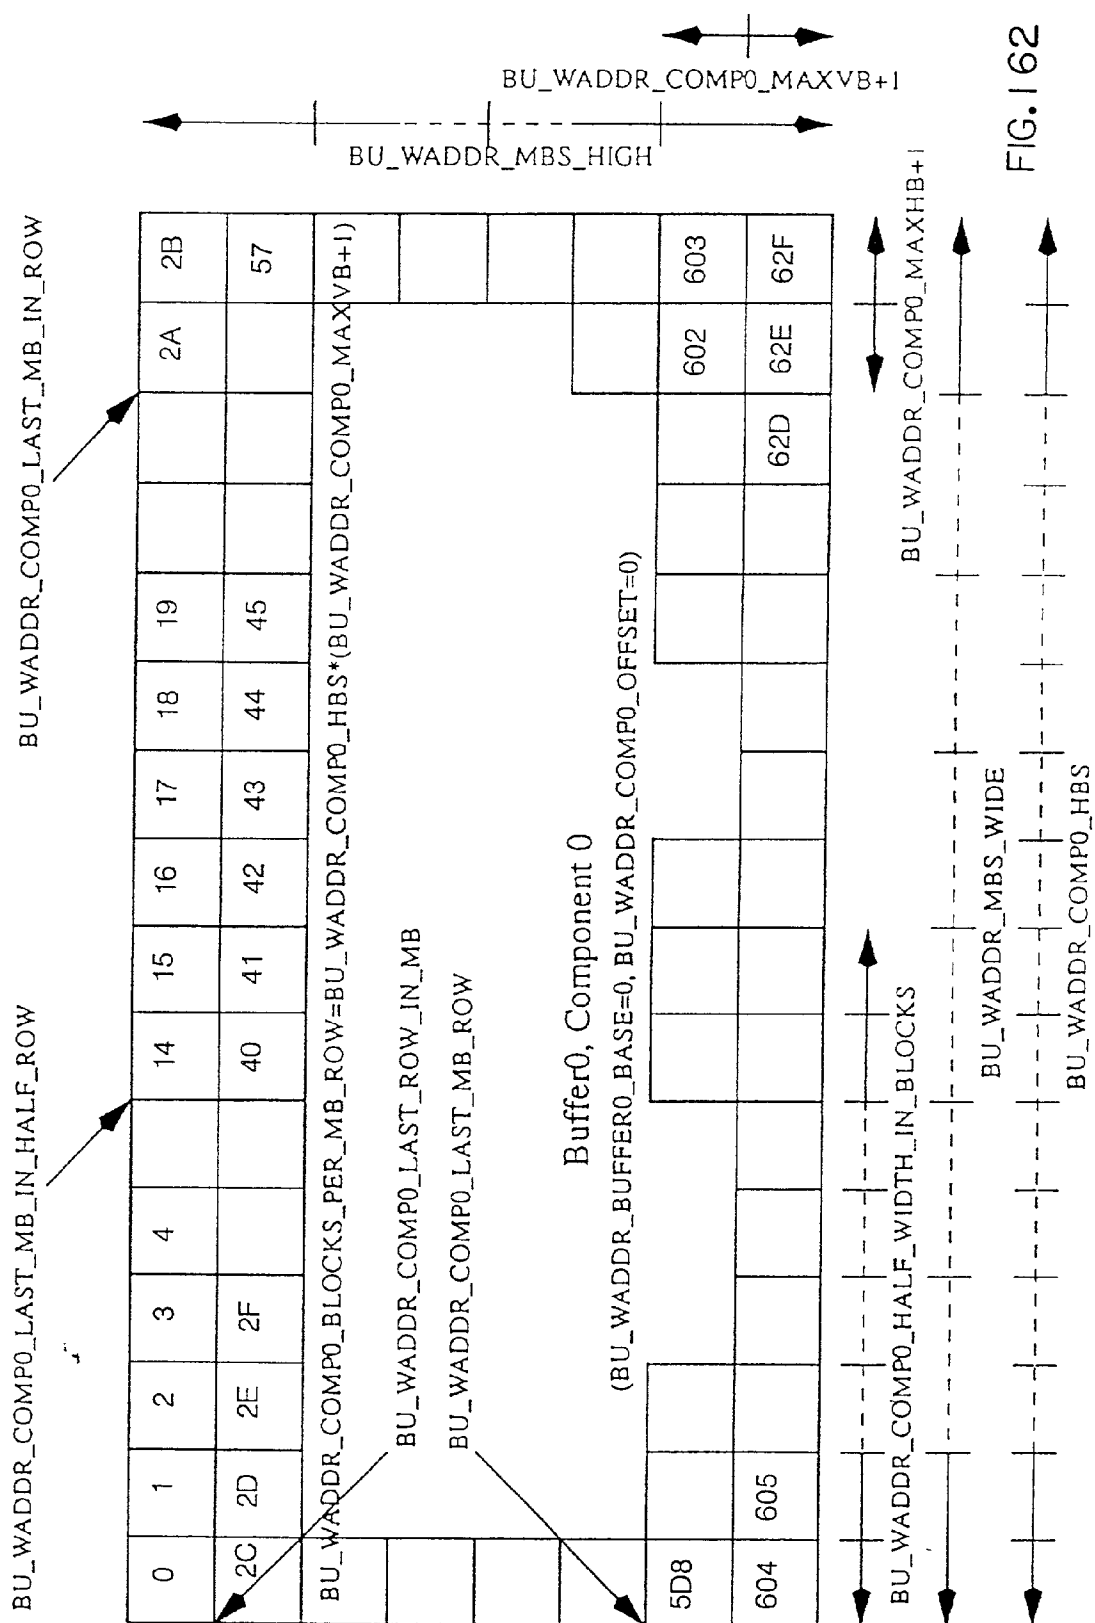 BU_WADDR_COMP0_LAST_MB_IN_HALF_ROW
BU_WADDR_COMP0_LAST_MB_IN_ROW
0 1 2 3 4 14 15 16 17 18 19 2A 2B
2C 2D 2E 2F 40 41 42 43 44 45 57
BU_WADDR_COMP0_BLOCKS_PER_MB_ROW=BU_WADDR_COMP0_HBS*(BU_WADDR_COMP0_MAXVB+1)
BU_WADDR_MBS_HIGH
BU_WADDR_COMP0_LAST_ROW_IN_MB
BU_WADDR_COMP0_LAST_MB_ROW
BU_WADDR_COMP0_MAXVB+1
Buffer0, Component 0
(BU_WADDR_BUFFER0_BASE=0, BU_WADDR_COMP0_OFFSET=0)
5D8 602 603
604 605 62D 62E 62F
BU_WADDR_COMP0_HALF_WIDTH_IN_BLOCKS
BU_WADDR_COMP0_MAXHB+1
BU_WADDR_MBS_WIDE
BU_WADDR_COMP0_HBS
FIG.162